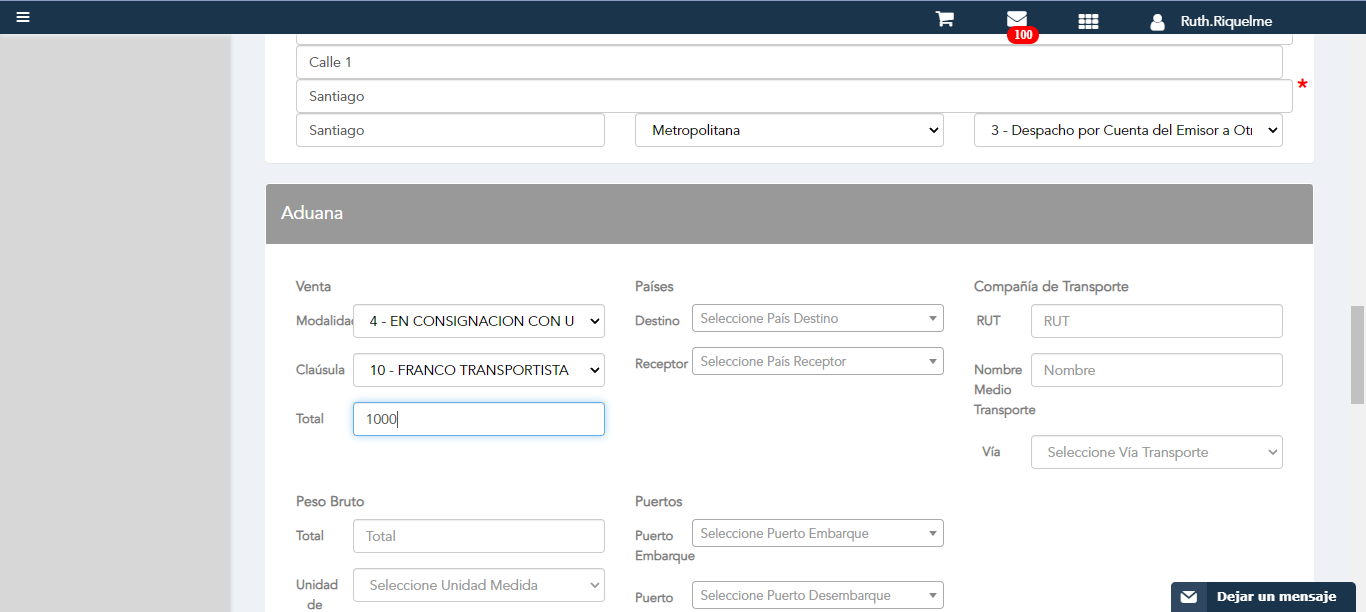 Ruth.Riquelme
100
Calle 1
Santiago
*
Santiago
Metropolitana
3 - Despacho por Cuenta del Emisor a Otr
Aduana
Venta
Países
Compañía de Transporte
Modalidad
4 - EN CONSIGNACION CON U
Destino
Seleccione País Destino
RUT
RUT
Receptor
Seleccione País Receptor
Claúsula
10 - FRANCO TRANSPORTISTA
Nombre
Medio
Transporte
Nombre
Total
1000
Vía
Seleccione Vía Transporte
Peso Bruto
Puertos
Total
Total
Puerto
Embarque
Seleccione Puerto Embarque
Unidad
de
Seleccione Unidad Medida
Puerto
Seleccione Puerto Desembarque
Dejar un mensaje